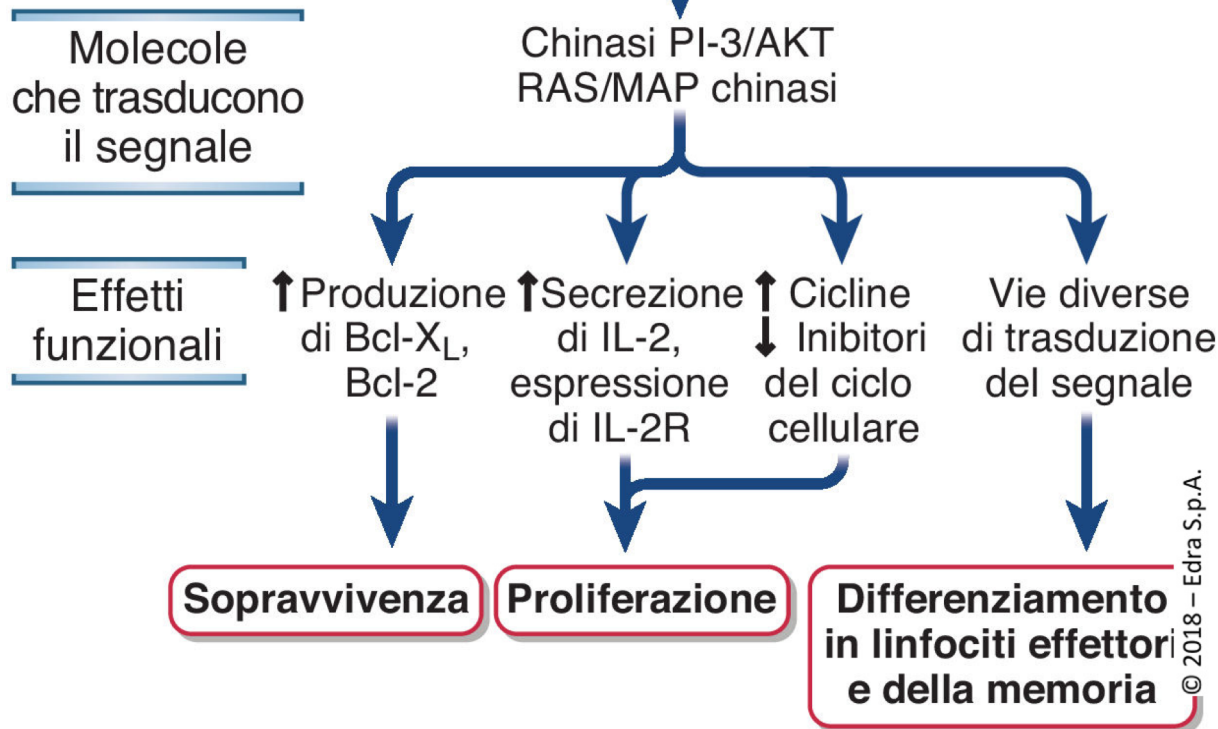 Molecole
che trasducono
il segnale
Chinasi PI-3/AKT
RAS/MAP chinasi
Effetti
funzionali
↑Produzione
di Bcl-XL,
Bcl-2
↑Secrezione
di IL-2,
espressione
di IL-2R
↑ Cicline
↓ Inibitori
del ciclo
cellulare
Vie diverse
di trasduzione
del segnale
Sopravvivenza
Proliferazione
Differenziamento
in linfociti effettori
e della memoria
© 2018 – Edra S.p.A.